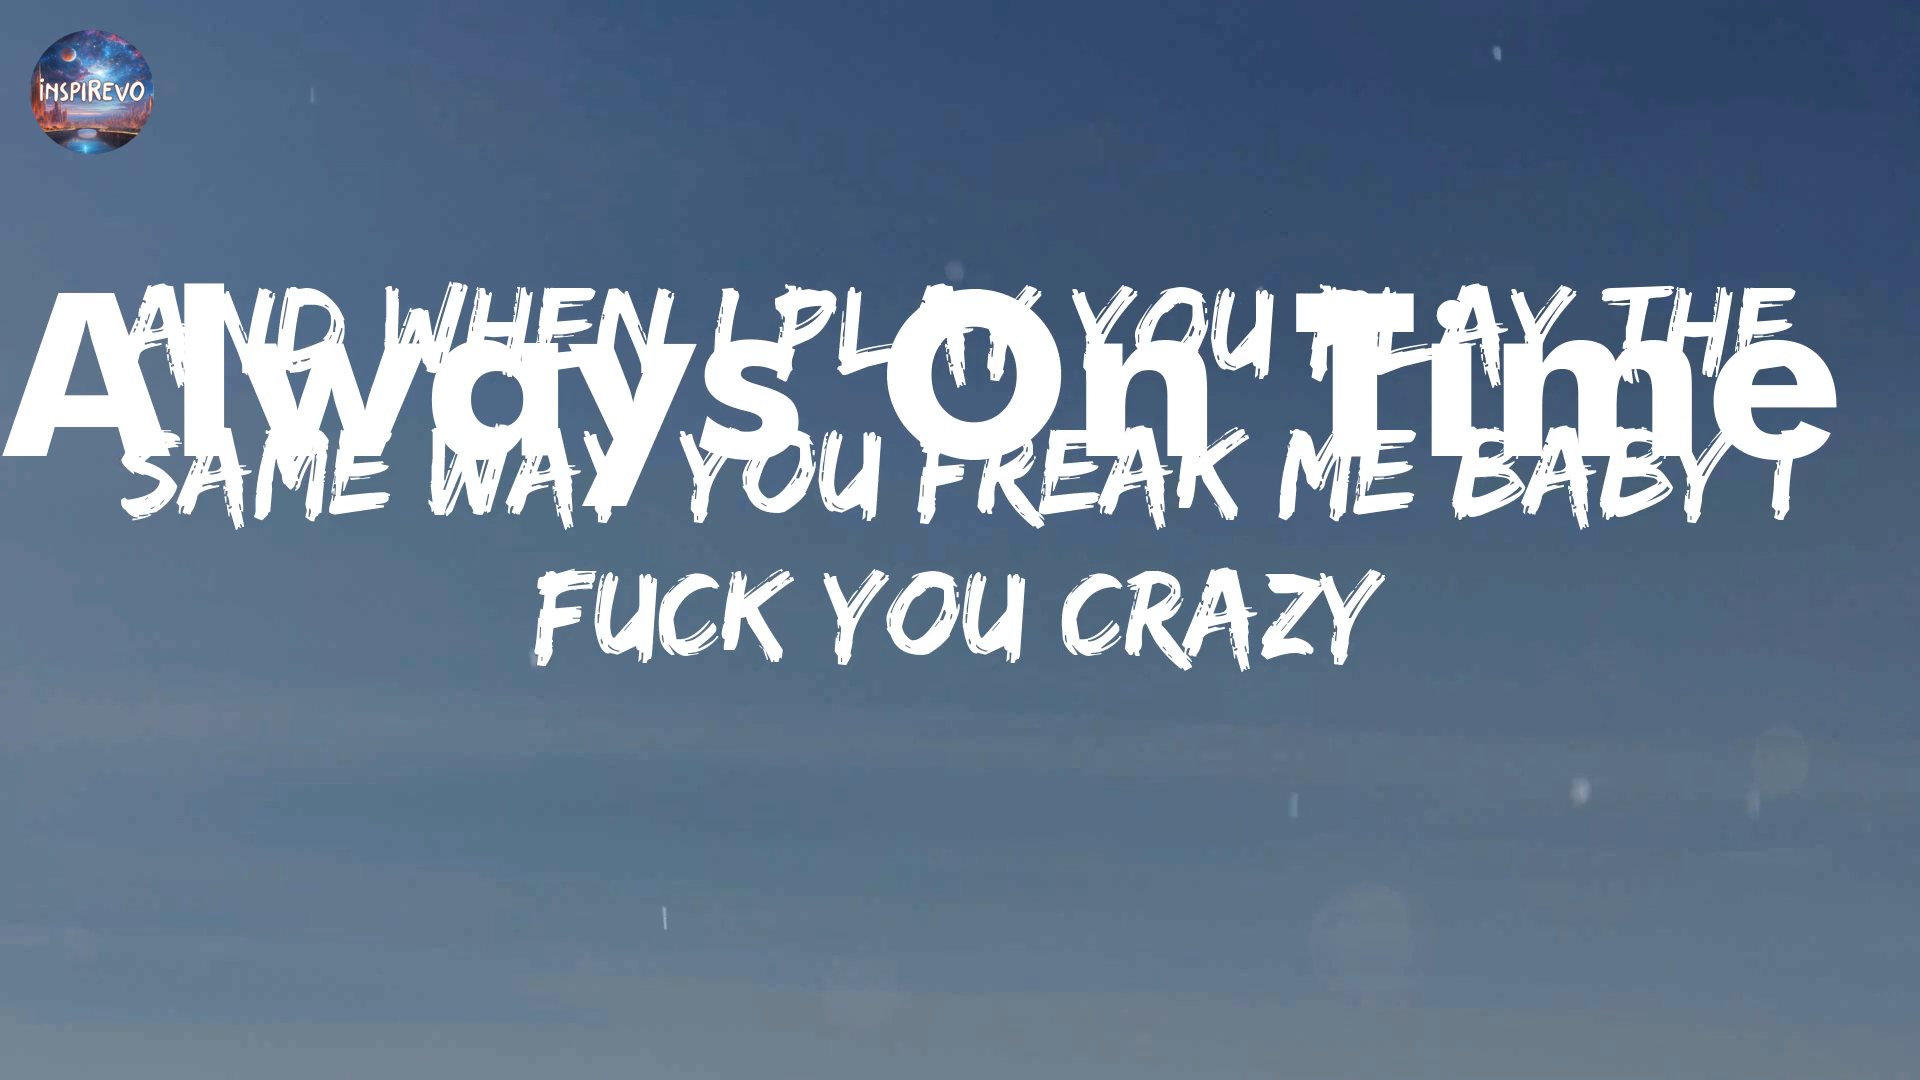 iNSPIREVO
AND WHEN I PLAY YOU PLAY THE
Always On Time
SAME WAY YOU FREAK ME BABY I
FUCK YOU CRAZY